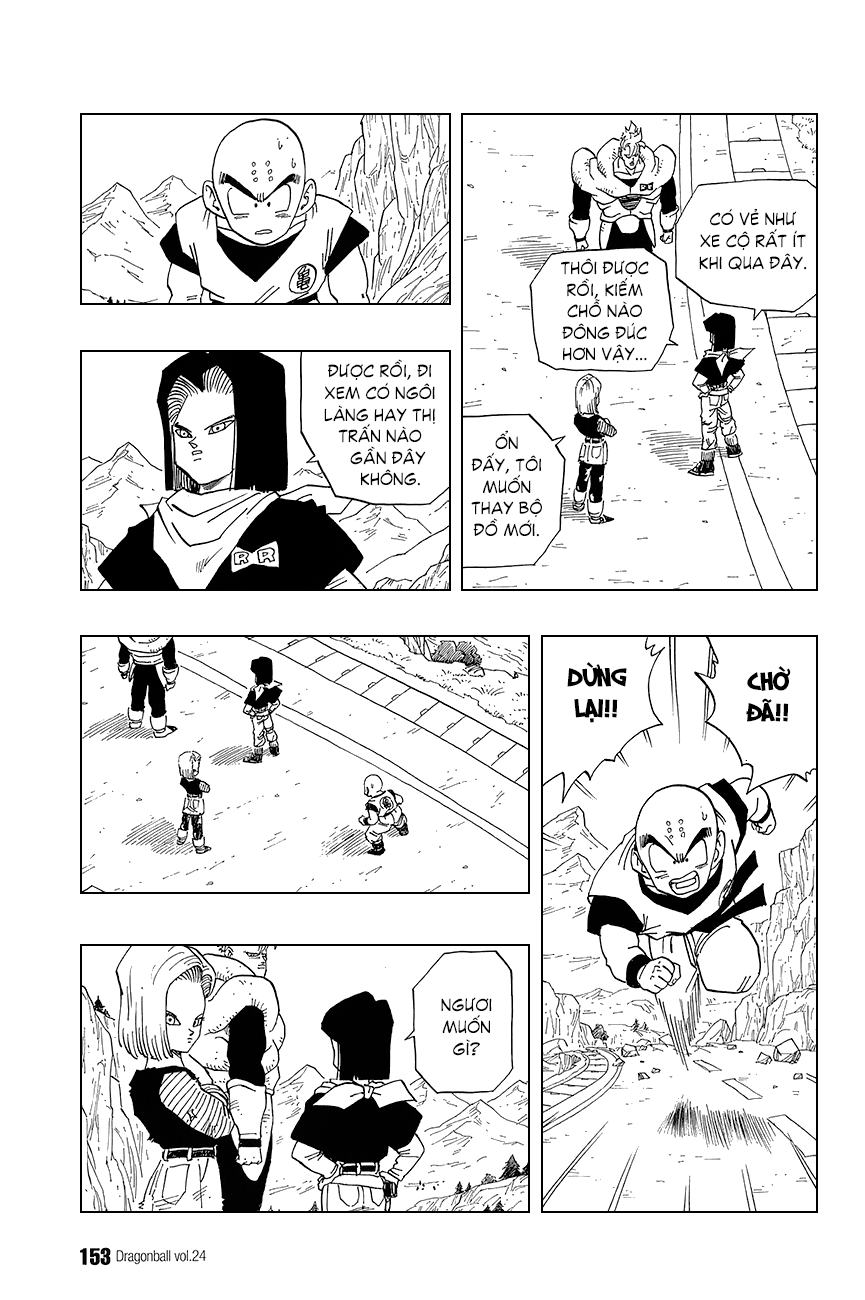 CÓ VẺ NHƯ
XE CỘ RẤT ÍT
KHI QUA ĐÂY.
THÔI ĐƯỢC
RỒI, KIẾM
CHỖ NÀO
ĐÔNG ĐÚC
HƠN VẬY...
ỔN
ĐẤY, TÔI
MUỐN
THAY BỘ
ĐỒ MỚI.
亀
ĐƯỢC RỒI, ĐI
XEM CÓ NGÔI
LÀNG HAY THỊ
TRẤN NÀO
GẦN ĐÂY
KHÔNG.
RR
CHỜ
ĐÃ!!
DỪNG
LẠI!!
NGƯƠI
MUỐN
GÌ?
153 Dragonball vol.24